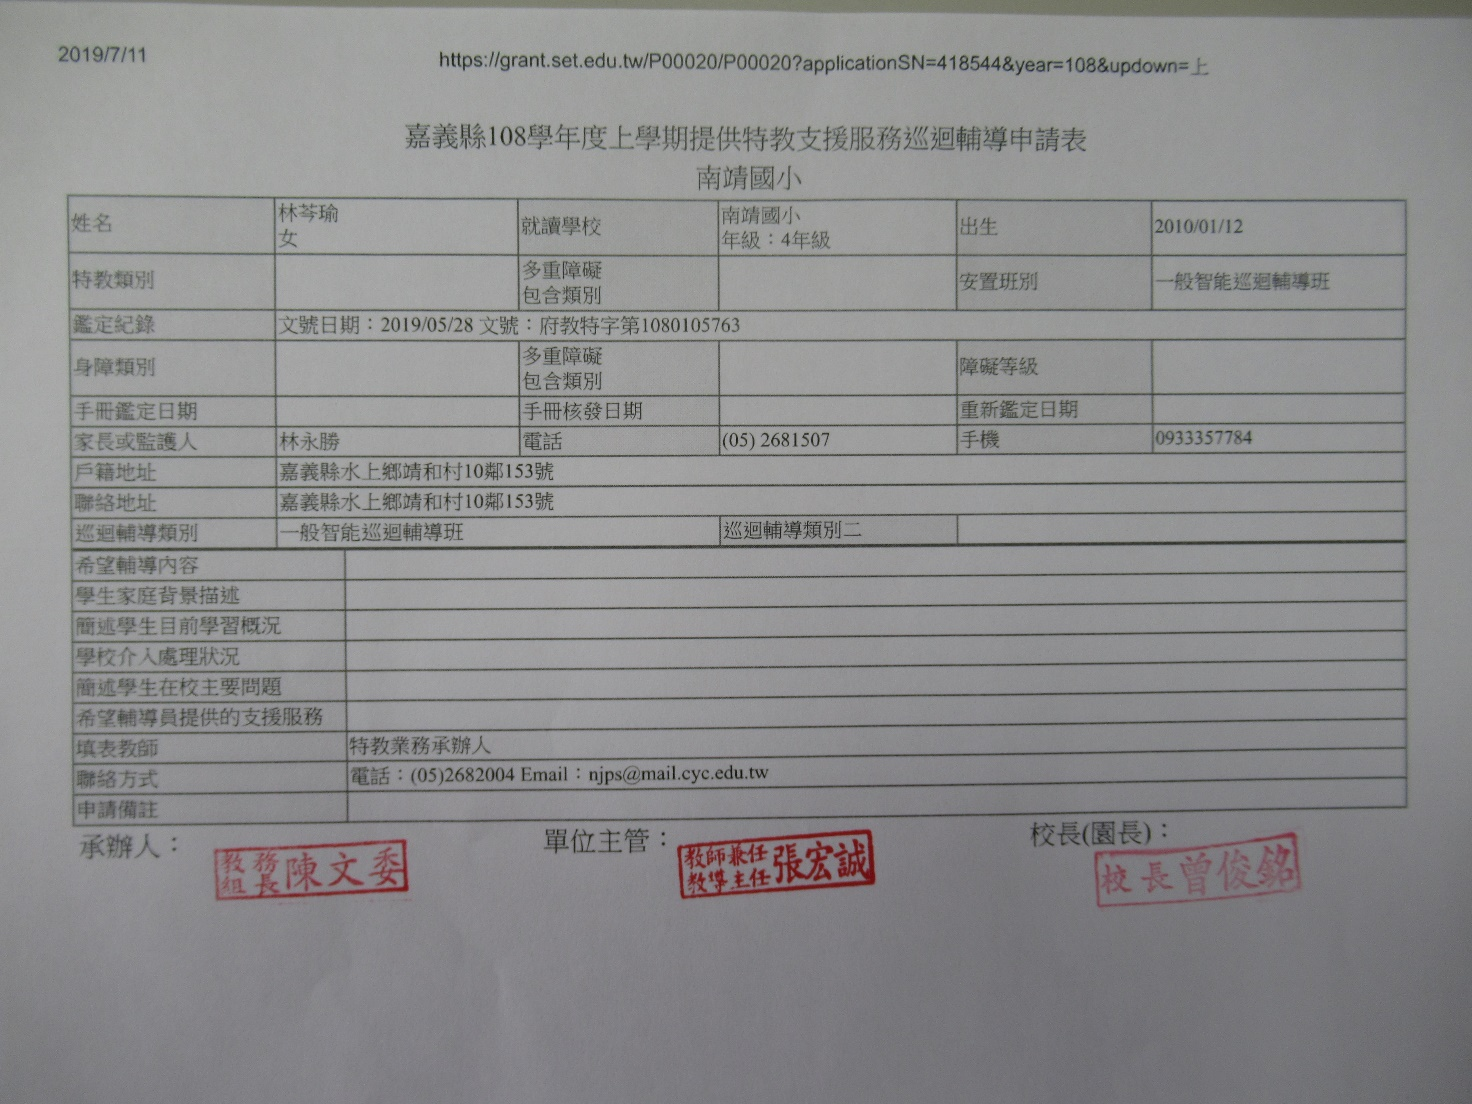 2019/7/11
https://grant.set.edu.tw/P00020/P00020?applicationSN=418544&year=108&updown=上
嘉義縣108學年度上學期提供特教支援服務巡迴輔導申請表
南靖國小
姓名 林芩瑜 女 就讀學校 南靖國小 年級：4年級 出生 2010/01/12
特教類別 多重障礙包含類別 安置班別 一般智能巡迴輔導班
鑑定紀錄 文號日期：2019/05/28 文號：府教特字第1080105763
身障類別 多重障礙包含類別 障礙等級
手冊鑑定日期 手冊核發日期 重新鑑定日期
家長或監護人 林永勝 電話 (05) 2681507 手機 0933357784
戶籍地址 嘉義縣水上鄉靖和村10鄰153號
聯絡地址 嘉義縣水上鄉靖和村10鄰153號
巡迴輔導類別 一般智能巡迴輔導班 巡迴輔導類別二
希望輔導內容
學生家庭背景描述
簡述學生目前學習概況
學校介入處理狀況
簡述學生在校主要問題
希望輔導員提供的支援服務
填表教師 特教業務承辦人
聯絡方式 電話：(05)2682004 Email：njps@mail.cyc.edu.tw
申請備註
承辦人： 單位主管： 校長(園長)：
教務組長陳文委 教師兼任教導主任張宏誠 校長曾俊銘